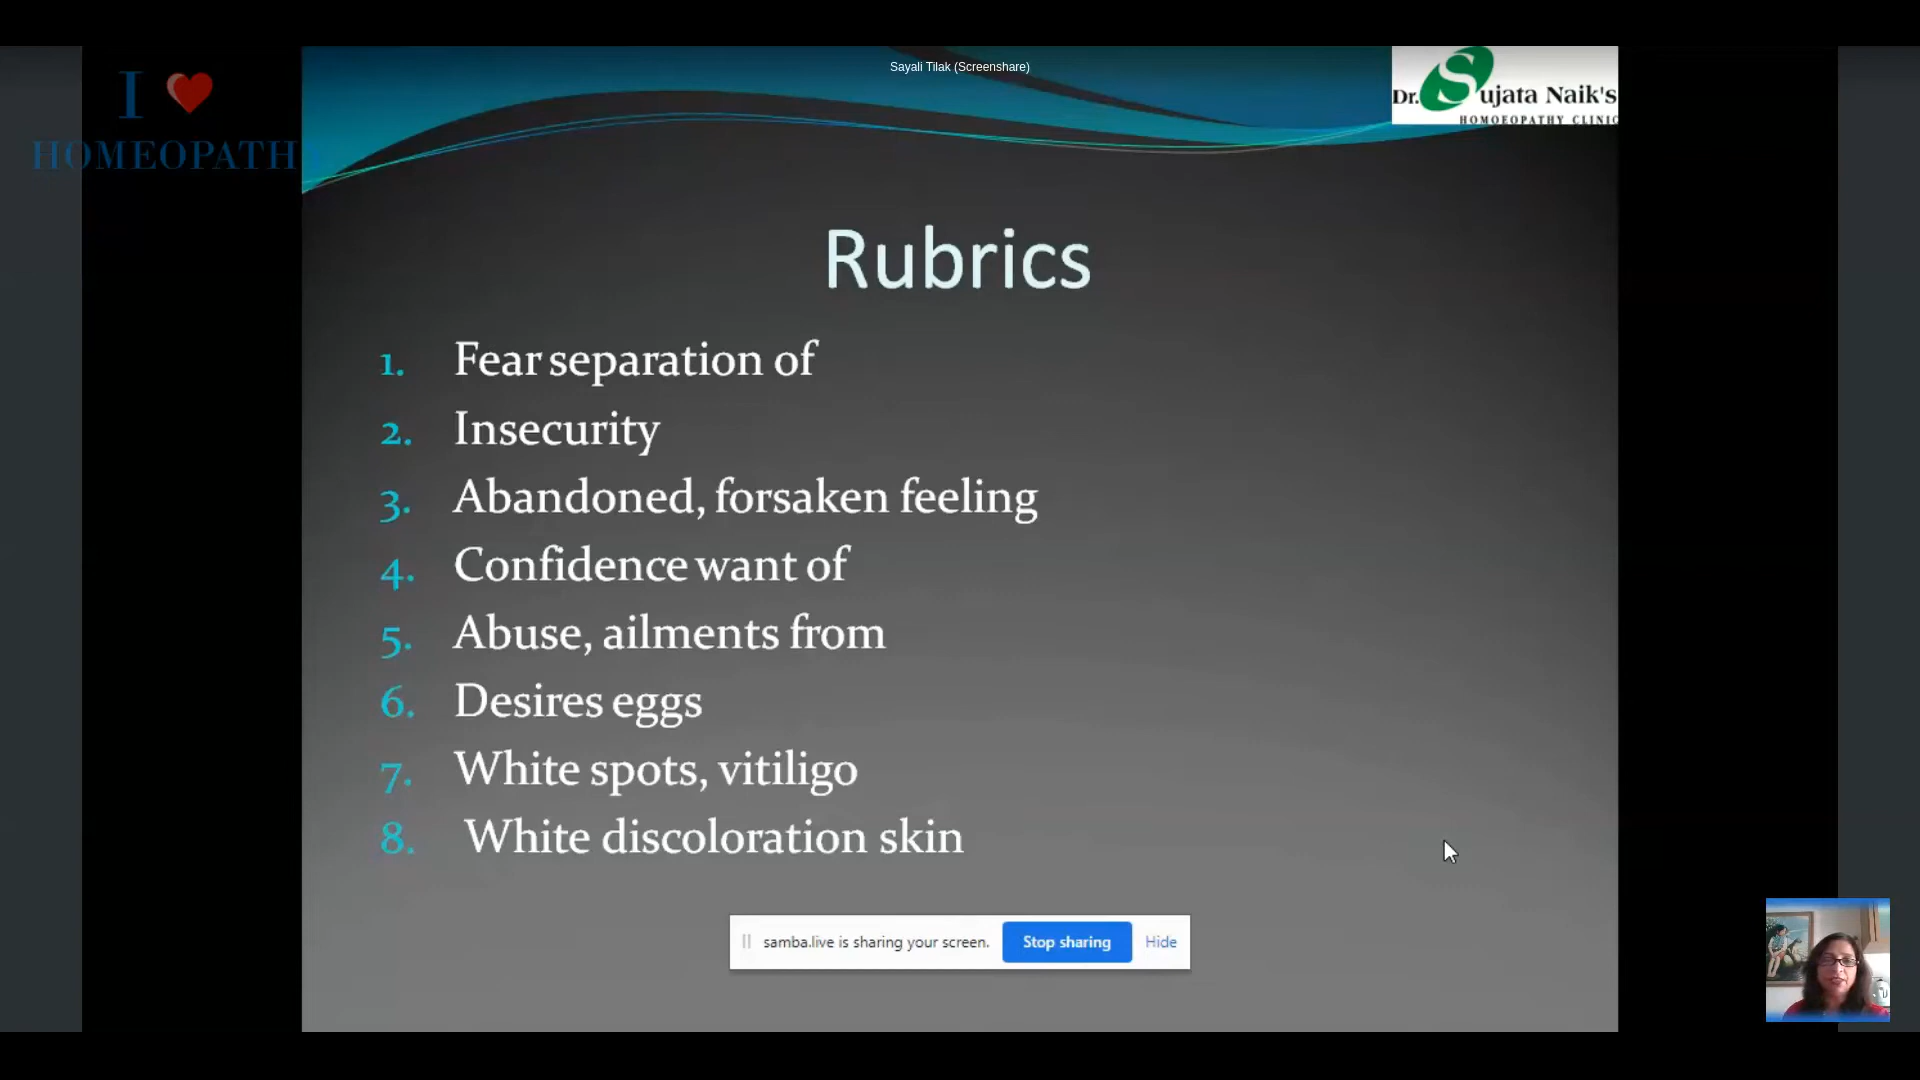 Sayali Tilak (Screenshare)
I
HOMEOPATHY
Dr. Sujata Naik's
HOMOEOPATHY CLINIC
Rubrics
1. Fear separation of
2. Insecurity
3. Abandoned, forsaken feeling
4. Confidence want of
5. Abuse, ailments from
6. Desires eggs
7. White spots, vitiligo
8. White discoloration skin
samba.live is sharing your screen. Stop sharing Hide